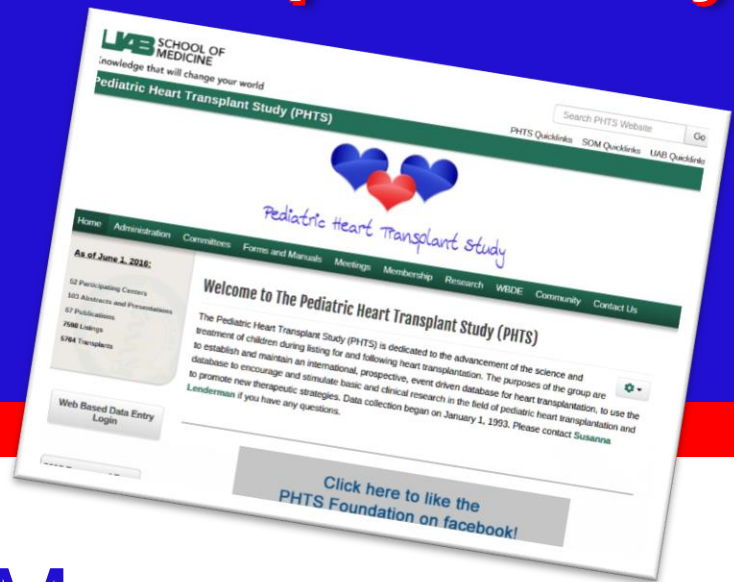 UAB SCHOOL OF
MEDICINE
Knowledge that will change your world
Search PHTS Website Go
Pediatric Heart Transplant Study (PHTS)
PHTS Quicklinks SOM Quicklinks UAB Quicklinks
Pediatric Heart Transplant Study
Home Administration Committees Forms and Manuals Meetings Membership Research WBDE Community Contact Us
As of June 1, 2016:
52 Participating Centers
103 Abstracts and Presentations
67 Publications
7598 Listings
5704 Transplants
Web Based Data Entry
Login
Welcome to The Pediatric Heart Transplant Study (PHTS)
The Pediatric Heart Transplant Study (PHTS) is dedicated to the advancement of the science and
treatment of children during listing for and following heart transplantation. The purposes of the group are
to establish and maintain an international, prospective, event driven database for heart transplantation, to use the
database to encourage and stimulate basic and clinical research in the field of pediatric heart transplantation and
to promote new therapeutic strategies. Data collection began on January 1, 1993. Please contact Susanna
Lenderman if you have any questions.
Click here to like the
PHTS Foundation on facebook!